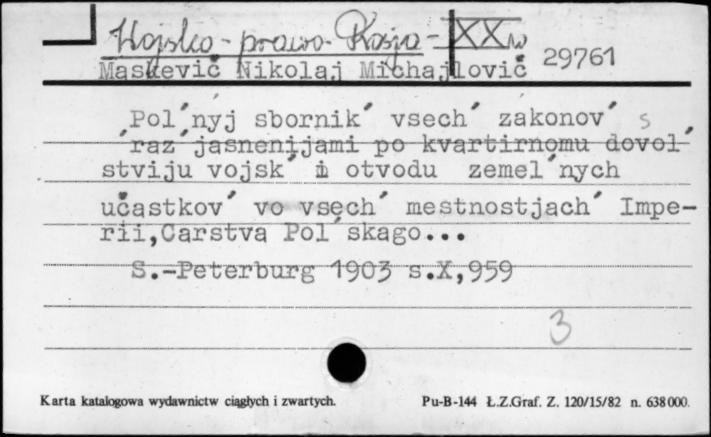 Wojsko - prawo - Rosja - XX w
Maskevič Nikolaj Michajlovič 29761
Pol′nyj sbornik′ vsech′ zakonov′ s
raz′jasnenijami po kvartirnomu dovol′
stviju vojsk′ i otvodu zemel′nych
učastkov′ vo vsech′ mestnostjach′ Impe-
rii,Carstva Pol′skago...
S.-Peterburg 1903 s.X,959
3
Karta katalogowa wydawnictw ciągłych i zwartych. Pu-B-144 Ł.Z.Graf. Z. 120/15/82 n. 638000.